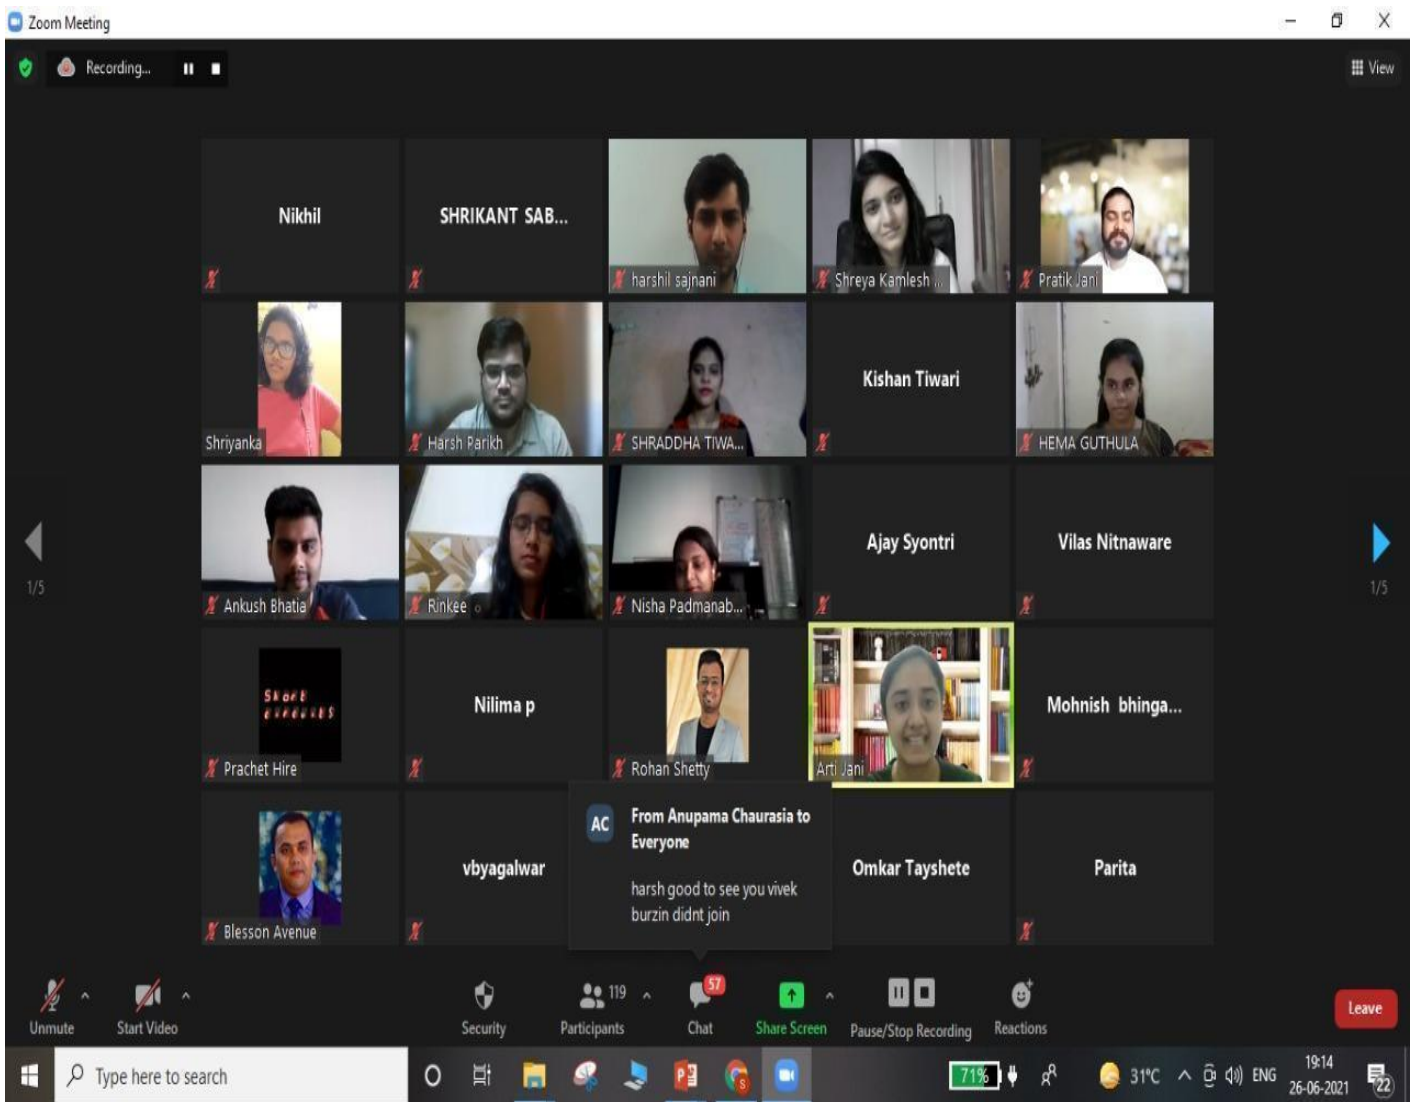 Zoom Meeting
Recording...
View
Nikhil
SHRIKANT SAB...
harshil sajnani
Shreya Kamlesh ...
Pratik Jani
Shriyanka
Harsh Parikh
SHRADDHA TIWA...
Kishan Tiwari
HEMA GUTHULA
Ankush Bhatia
Rinkee
Nisha Padmanab...
Ajay Syontri
Vilas Nitnaware
1/5
1/5
Short
circuits
Prachet Hire
Nilima p
Rohan Shetty
Arti Jani
Mohnish bhinga...
Blesson Avenue
vbyagalwar
AC
From Anupama Chaurasia to
Everyone
harsh good to see you vivek
burzin didnt join
Omkar Tayshete
Parita
Unmute
Start Video
Security
119
Participants
57
Chat
Share Screen
Pause/Stop Recording
Reactions
Leave
Type here to search
71%
31°C
ENG
19:14
26-06-2021
22